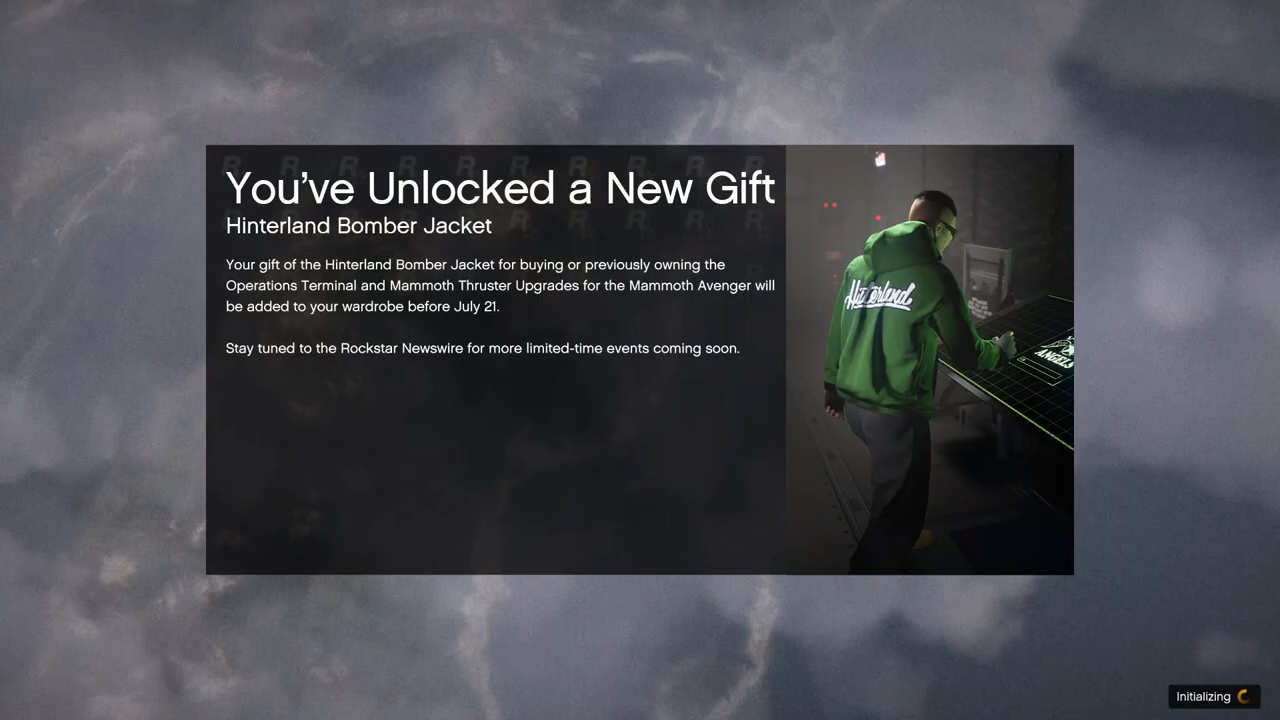 You've Unlocked a New Gift
Hinterland Bomber Jacket
Your gift of the Hinterland Bomber Jacket for buying or previously owning the
Operations Terminal and Mammoth Thruster Upgrades for the Mammoth Avenger will
be added to your wardrobe before July 21.
Stay tuned to the Rockstar Newswire for more limited-time events coming soon.
Hinterland
ANGELS
Initializing